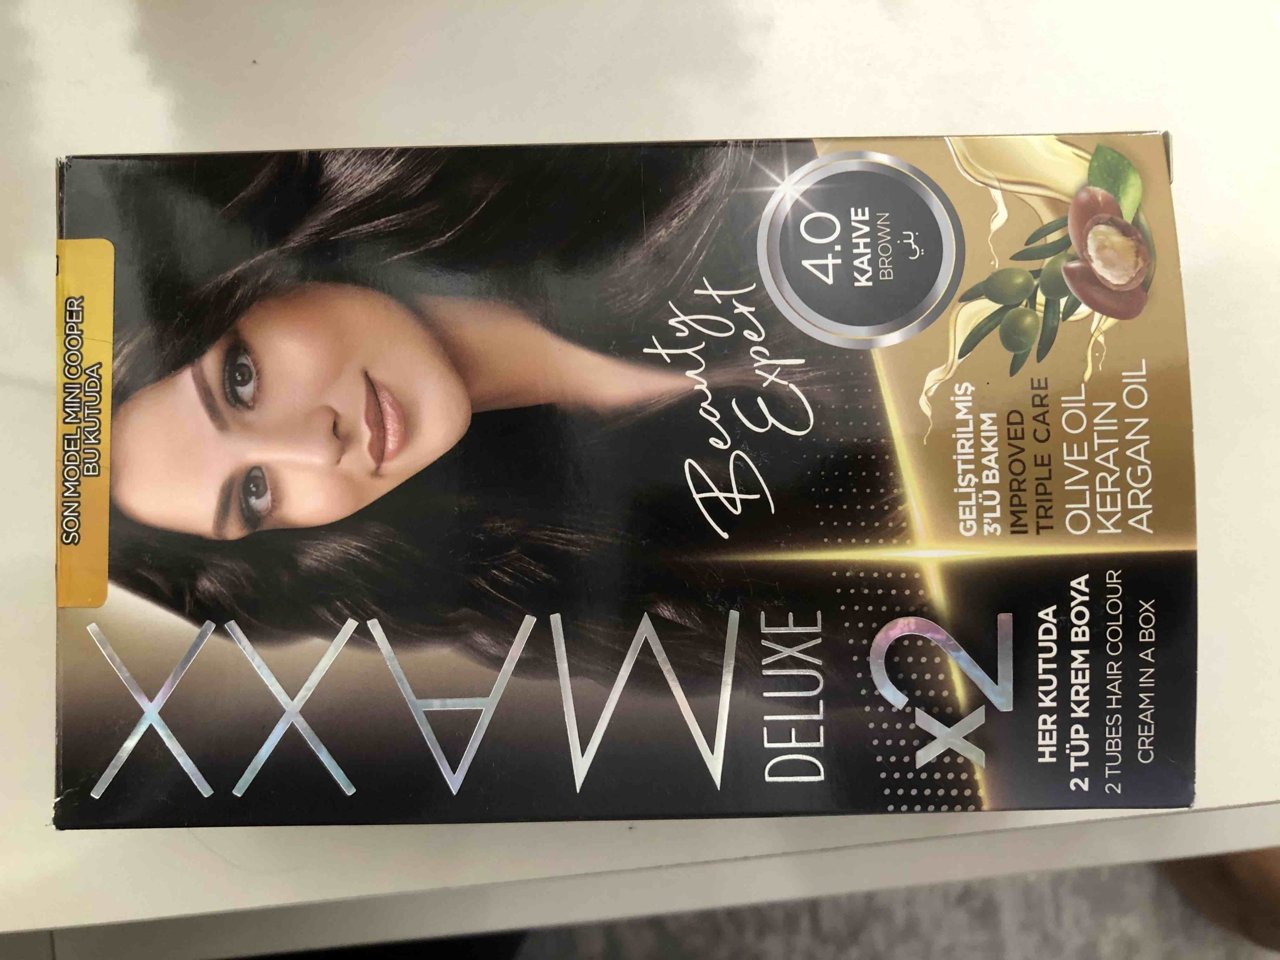 SON MODEL MINI COOPER
BU KUTUDA
MAXX
DELUXE
Beauty
Expert
4.0
KAHVE
BROWN
بني
x2
HER KUTUDA
2 TÜP KREM BOYA
2 TUBES HAIR COLOUR
CREAM IN A BOX
GELİŞTİRİLMİŞ
3'LÜ BAKIM
IMPROVED
TRIPLE CARE
OLIVE OIL
KERATIN
ARGAN OIL